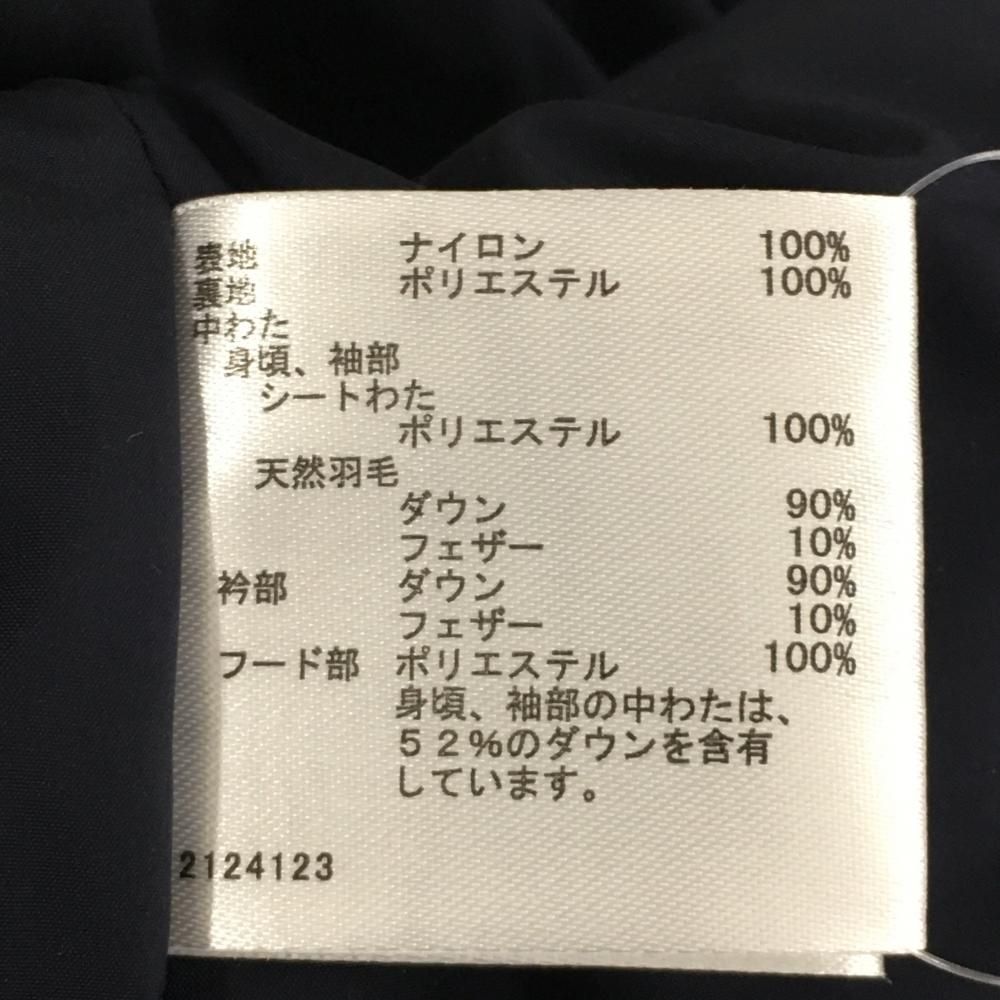 表地 ナイロン 100%
裏地 ポリエステル 100%
中わた
身頃、袖部
シートわた
ポリエステル 100%
天然羽毛
ダウン 90%
フェザー 10%
衿部 ダウン 90%
フェザー 10%
フード部 ポリエステル 100%
身頃、袖部の中わたは、
５２％のダウンを含有
しています。
2124123